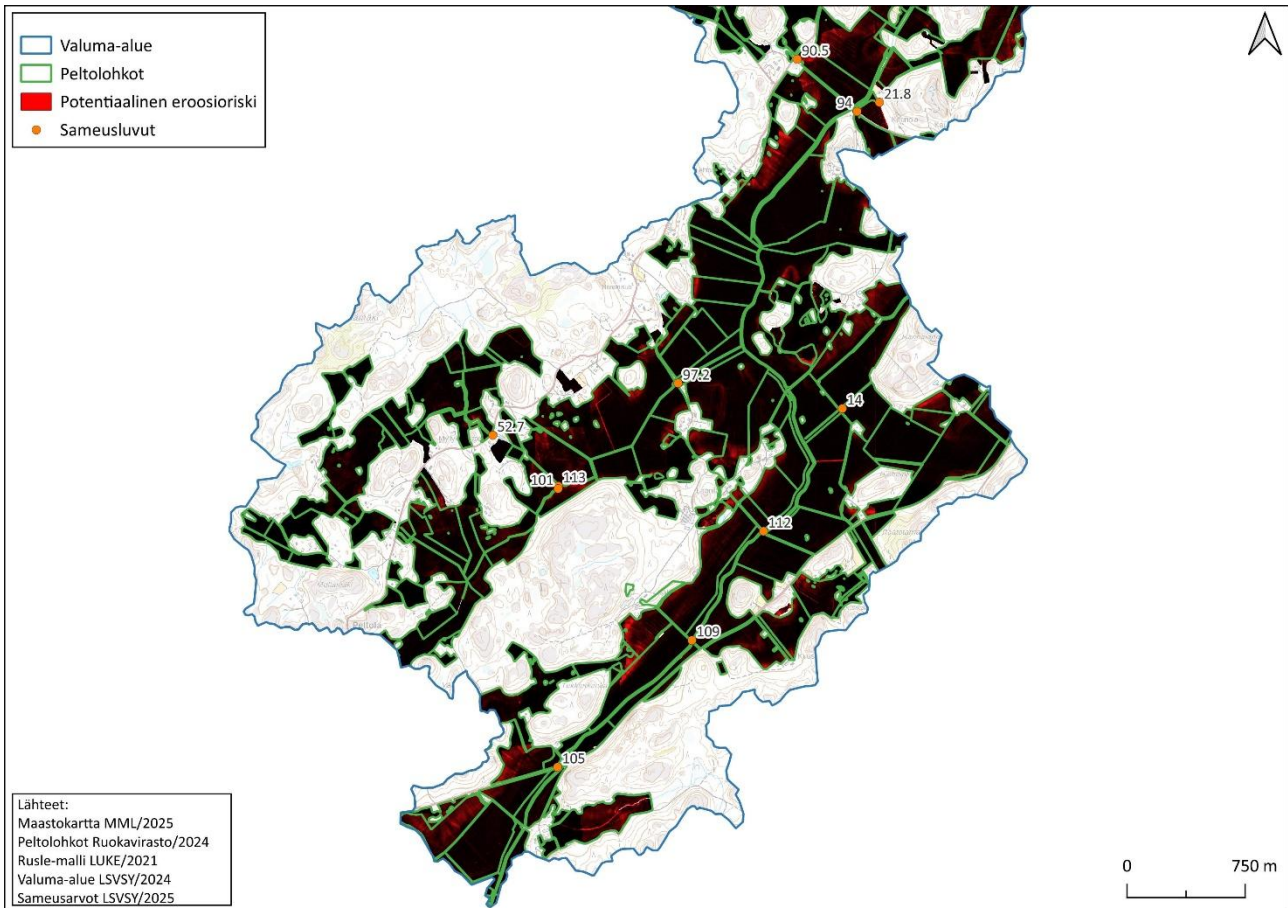 Valuma-alue
Peltolohkot
Potentiaalinen eroosioriski
Sameusluvut
90.5
21.8
94
97.2
14
52.7
101
113
112
Peltola
109
105
Lähteet:
Maastokartta MML/2025
Peltolohkot Ruokavirasto/2024
Rusle-malli LUKE/2021
Valuma-alue LSVSY/2024
Sameusarvot LSVSY/2025
0
750 m